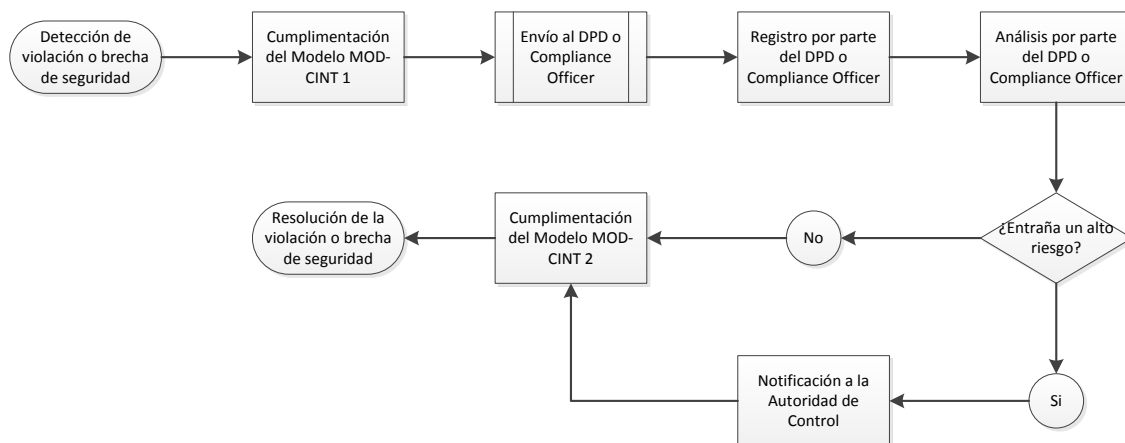 Detección de
violación o brecha
de seguridad
Cumplimentación
del Modelo MOD-
CINT 1
Envío al DPD o
Compliance
Officer
Registro por parte
del DPD o
Compliance Officer
Análisis por parte
del DPD o
Compliance Officer
¿Entraña un alto
riesgo?
No
Cumplimentación
del Modelo MOD-
CINT 2
Resolución de la
violación o brecha
de seguridad
Si
Notificación a la
Autoridad de
Control